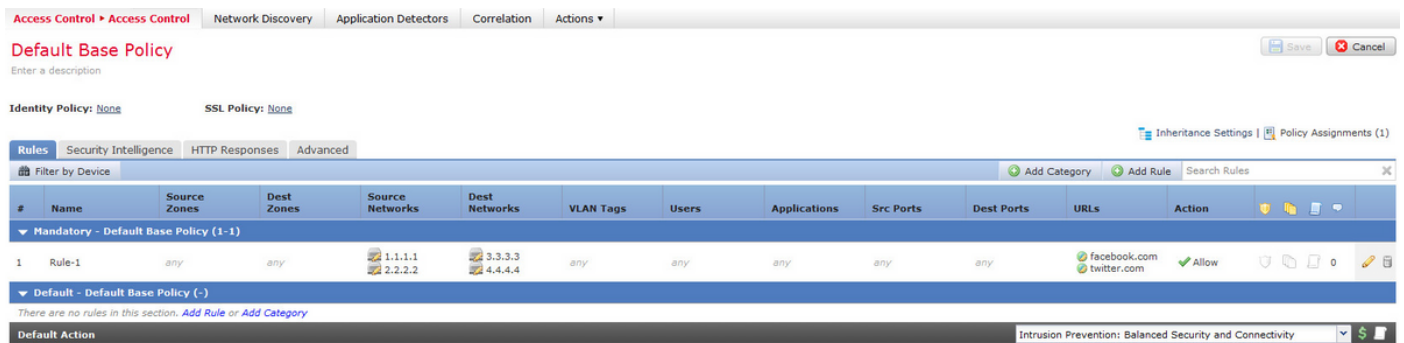 Access Control ▸ Access Control Network Discovery Application Detectors Correlation Actions ▾
Default Base Policy
Save Cancel
Enter a description
Identity Policy: None SSL Policy: None
Inheritance Settings | Policy Assignments (1)
Rules Security Intelligence HTTP Responses Advanced
Filter by Device Add Category Add Rule Search Rules
# Name Source Zones Dest Zones Source Networks Dest Networks VLAN Tags Users Applications Src Ports Dest Ports URLs Action
Mandatory - Default Base Policy (1-1)
1 Rule-1 any any 1.1.1.1 3.3.3.3 any any any any any facebook.com Allow 0
2.2.2.2 4.4.4.4 twitter.com
Default - Default Base Policy (-)
There are no rules in this section. Add Rule or Add Category
Default Action Intrusion Prevention: Balanced Security and Connectivity